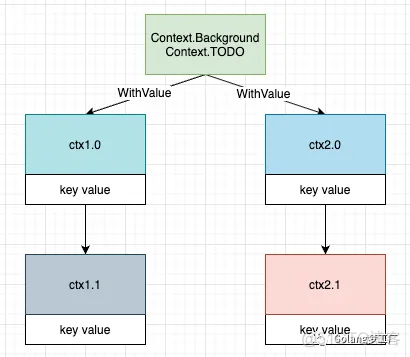 Context.Background
Context.TODO
WithValue
WithValue
ctx1.0
ctx2.0
key value
key value
ctx1.1
ctx2.1
key value
key value
Golang梦工厂